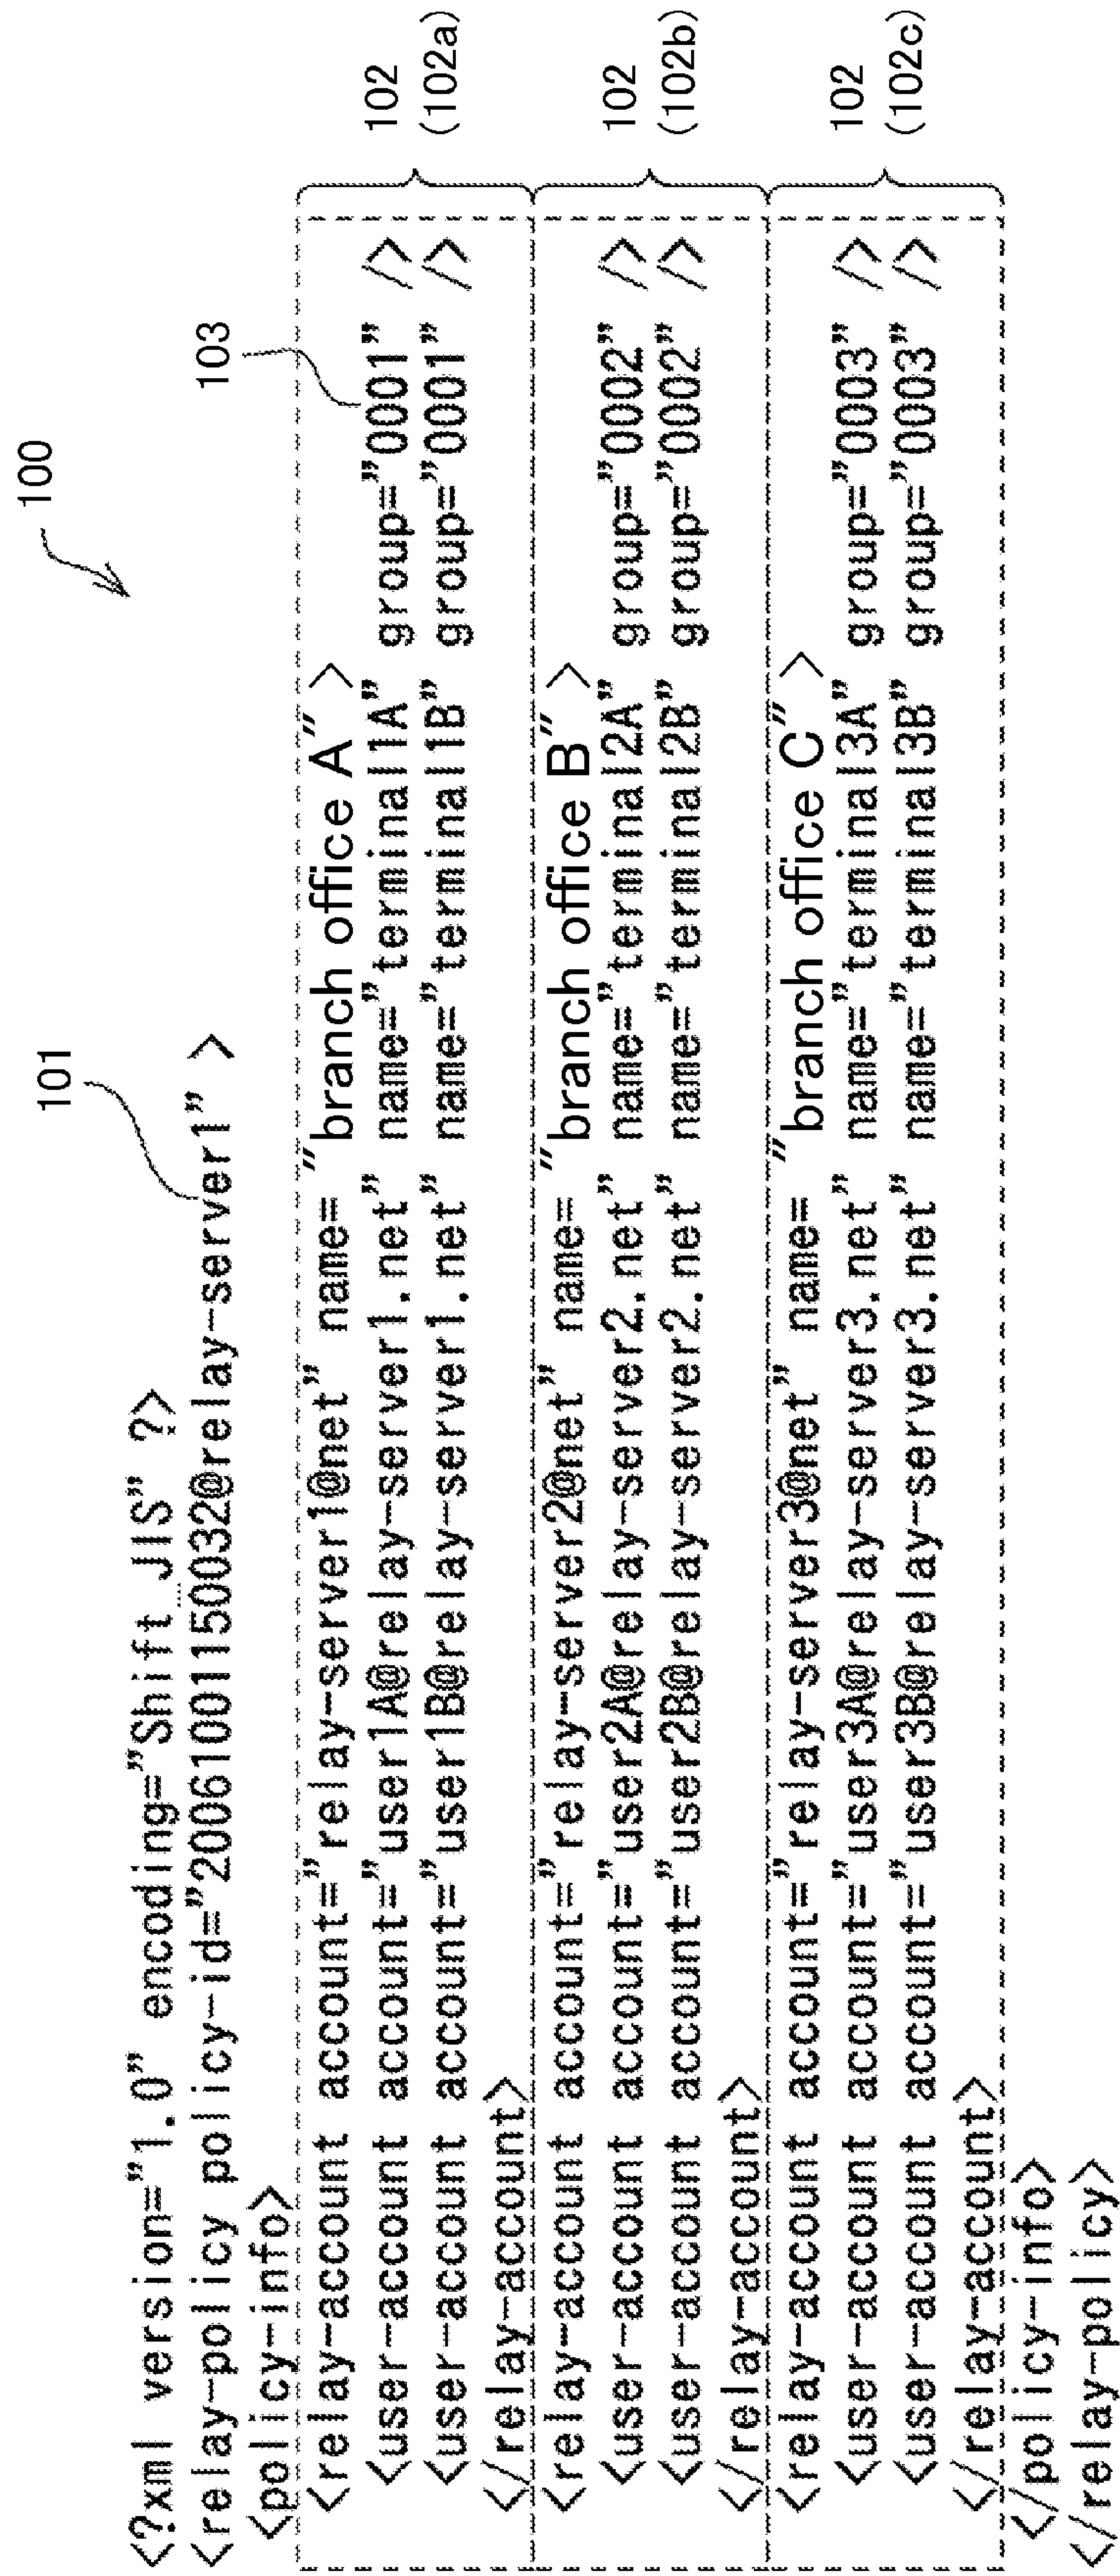 100
<?xml version="1.0" encoding="Shift_JIS" ?>
101
<relay-policy policy-id="20061001150032@relay-server1" >
<policy-info>
103
<relay-account account="relay-server1@net" name="branch office A" >
<user-account account="user1A@relay-server1.net" name="terminal1A" group="0001" />
<user-account account="user1B@relay-server1.net" name="terminal1B" group="0001" />
</relay-account>
102
(102a)
<relay-account account="relay-server2@net" name="branch office B" >
<user-account account="user2A@relay-server2.net" name="terminal2A" group="0002" />
<user-account account="user2B@relay-server2.net" name="terminal2B" group="0002" />
</relay-account>
102
(102b)
<relay-account account="relay-server3@net" name="branch office C" >
<user-account account="user3A@relay-server3.net" name="terminal3A" group="0003" />
<user-account account="user3B@relay-server3.net" name="terminal3B" group="0003" />
</relay-account>
102
(102c)
</policy-info>
</relay-policy>